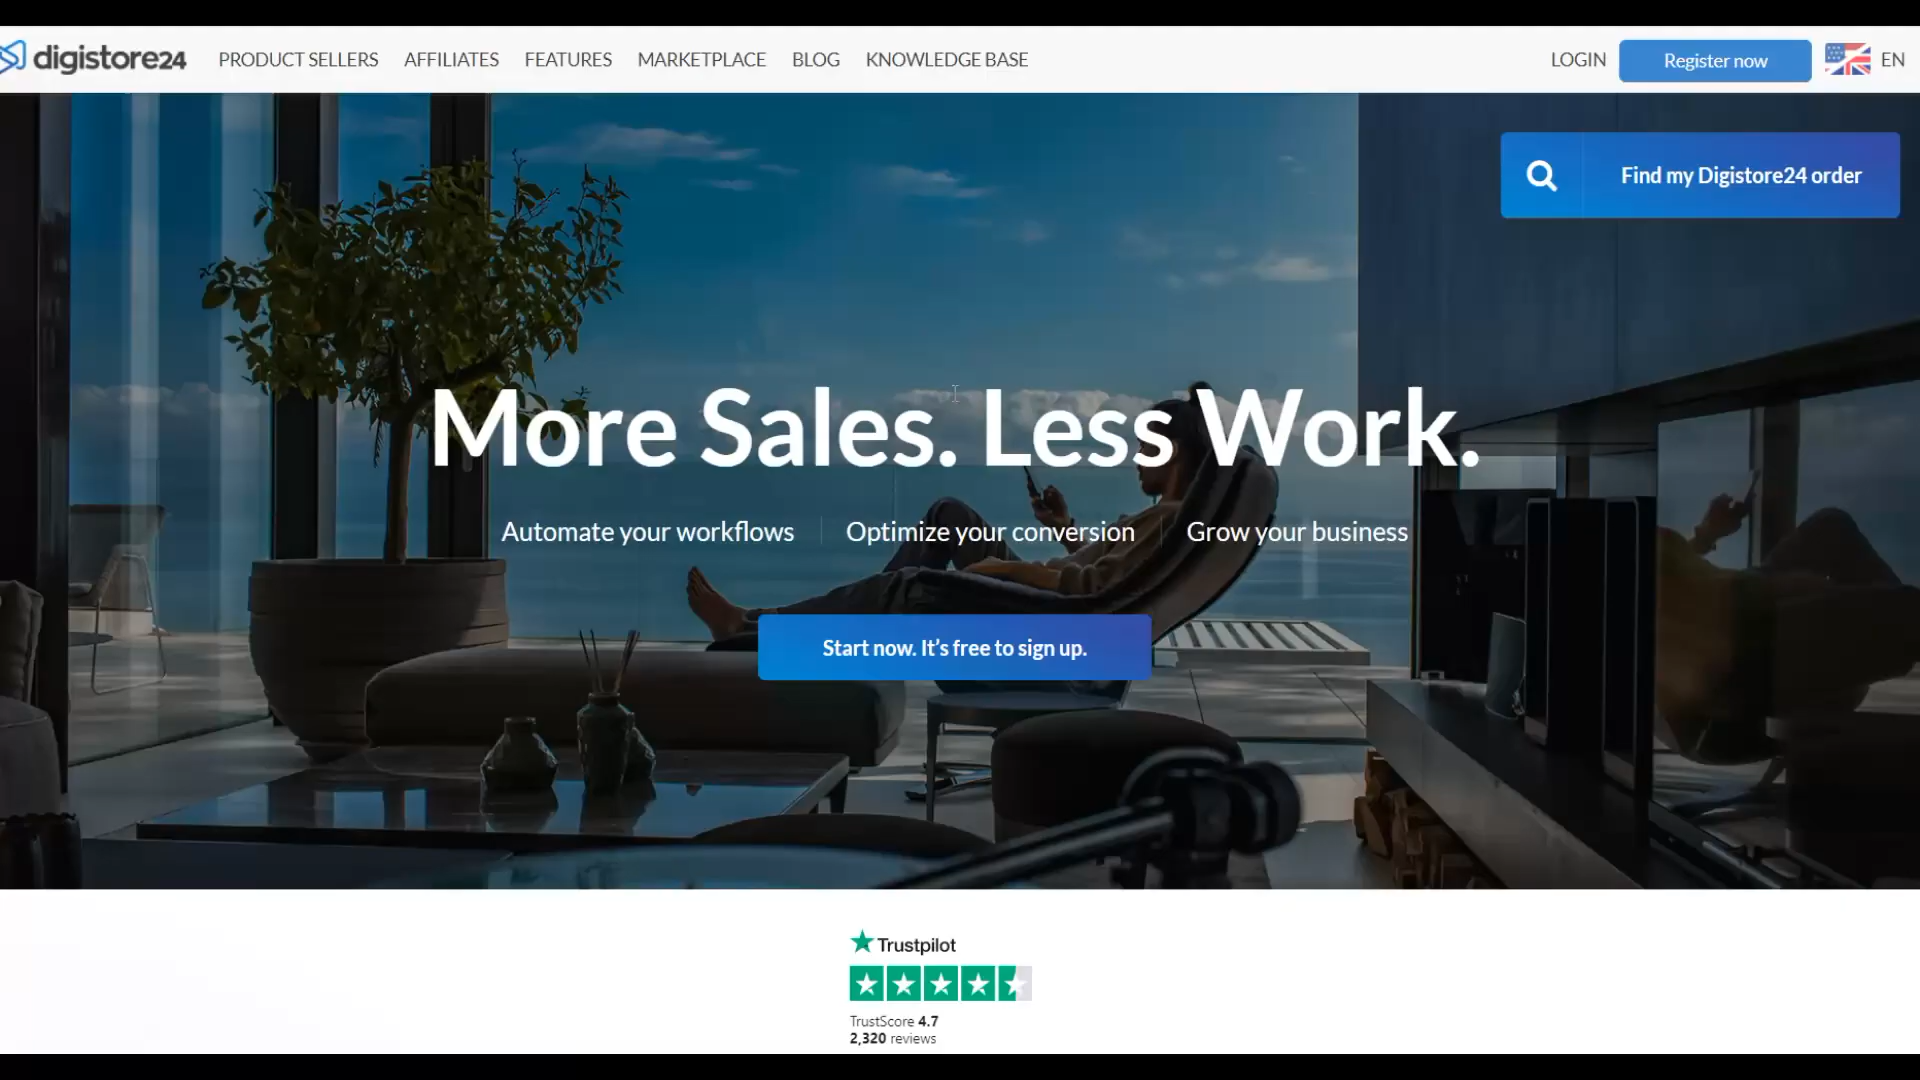 digistore24
PRODUCT SELLERS AFFILIATES FEATURES MARKETPLACE BLOG KNOWLEDGE BASE LOGIN Register now EN
Find my Digistore24 order
More Sales. Less Work.
Automate your workflows Optimize your conversion Grow your business
Start now. It's free to sign up.
Trustpilot
TrustScore 4.7
2,320 reviews